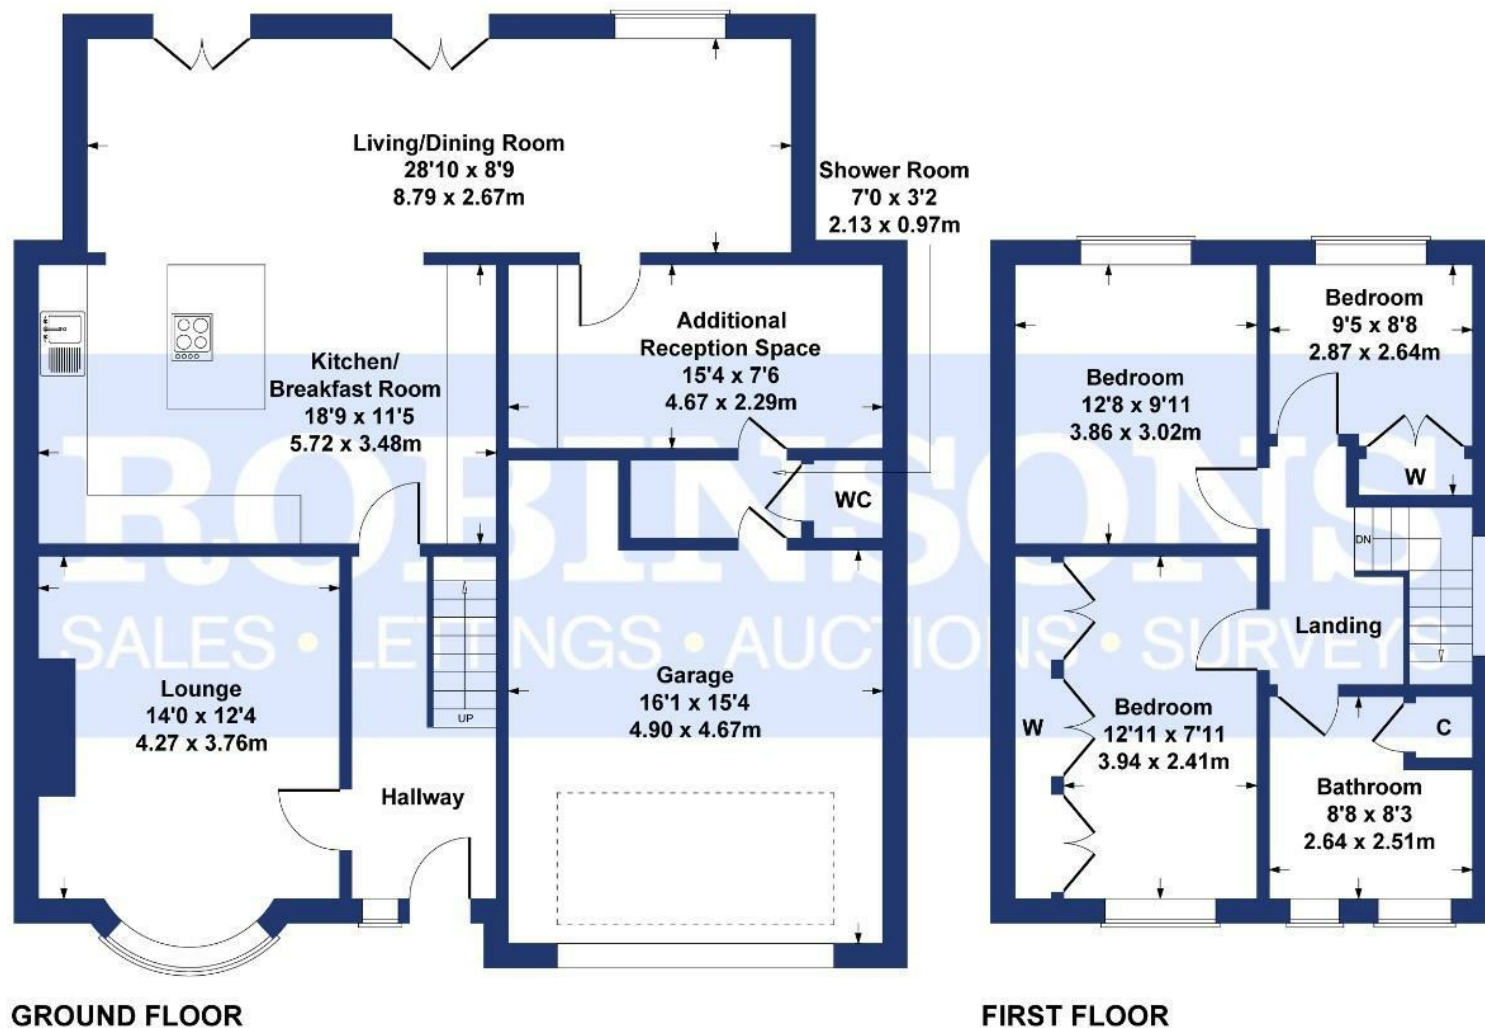 Living/Dining Room
28'10 x 8'9
8.79 x 2.67m
Shower Room
7'0 x 3'2
2.13 x 0.97m
Kitchen/
Breakfast Room
18'9 x 11'5
5.72 x 3.48m
Additional
Reception Space
15'4 x 7'6
4.67 x 2.29m
WC
Lounge
14'0 x 12'4
4.27 x 3.76m
UP
Hallway
Garage
16'1 x 15'4
4.90 x 4.67m
Bedroom
12'8 x 9'11
3.86 x 3.02m
Bedroom
9'5 x 8'8
2.87 x 2.64m
W
DN
Landing
W
Bedroom
12'11 x 7'11
3.94 x 2.41m
C
Bathroom
8'8 x 8'3
2.64 x 2.51m
ROBINSONS
SALES • LETTINGS • AUCTIONS • SURVEYS
GROUND FLOOR
FIRST FLOOR